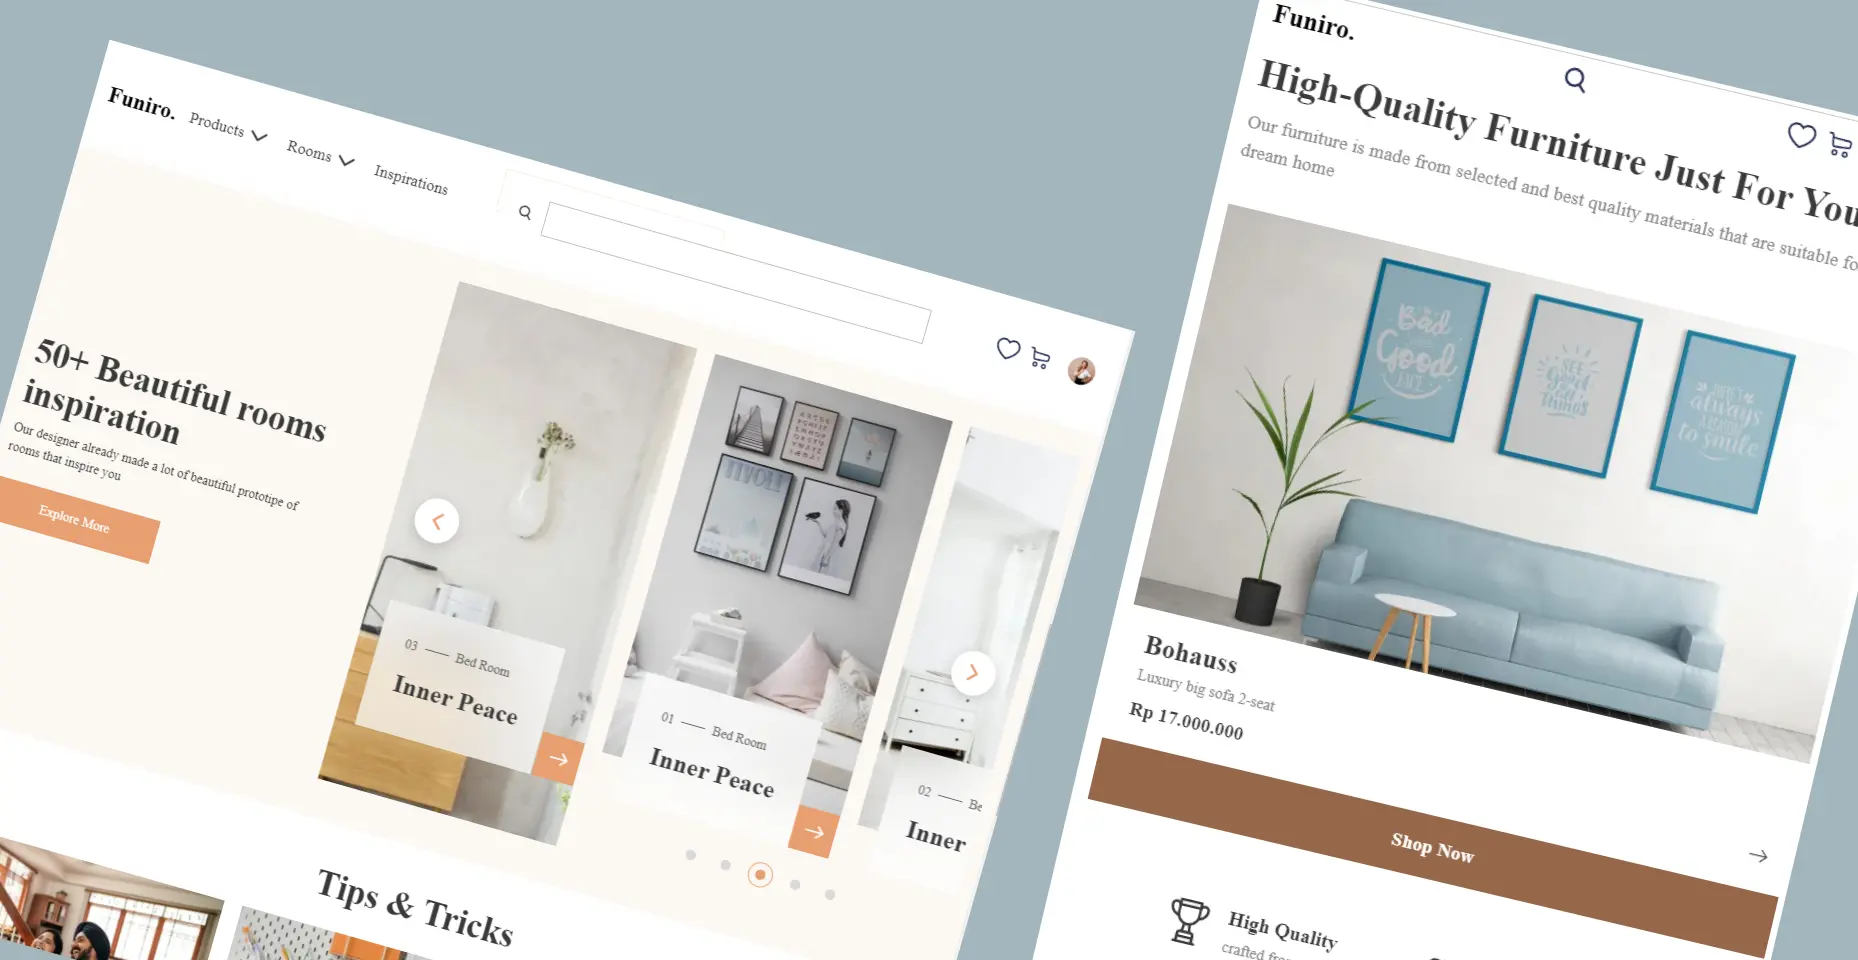 Funiro.
Products
Rooms
Inspirations
50+ Beautiful rooms
inspiration
Our designer already made a lot of beautiful prototipe of
rooms that inspire you
Explore More
03
Bed Room
Inner Peace
01
Bed Room
Inner Peace
02
Be
Inner
Tips & Tricks
Funiro.
High-Quality Furniture Just For You
Our furniture is made from selected and best quality materials that are suitable fo
dream home
Bad
Good
SEE
Good
all
Things
always
to smile
Bohauss
Luxury big sofa 2-seat
Rp 17.000.000
Shop Now
High Quality
crafted fro